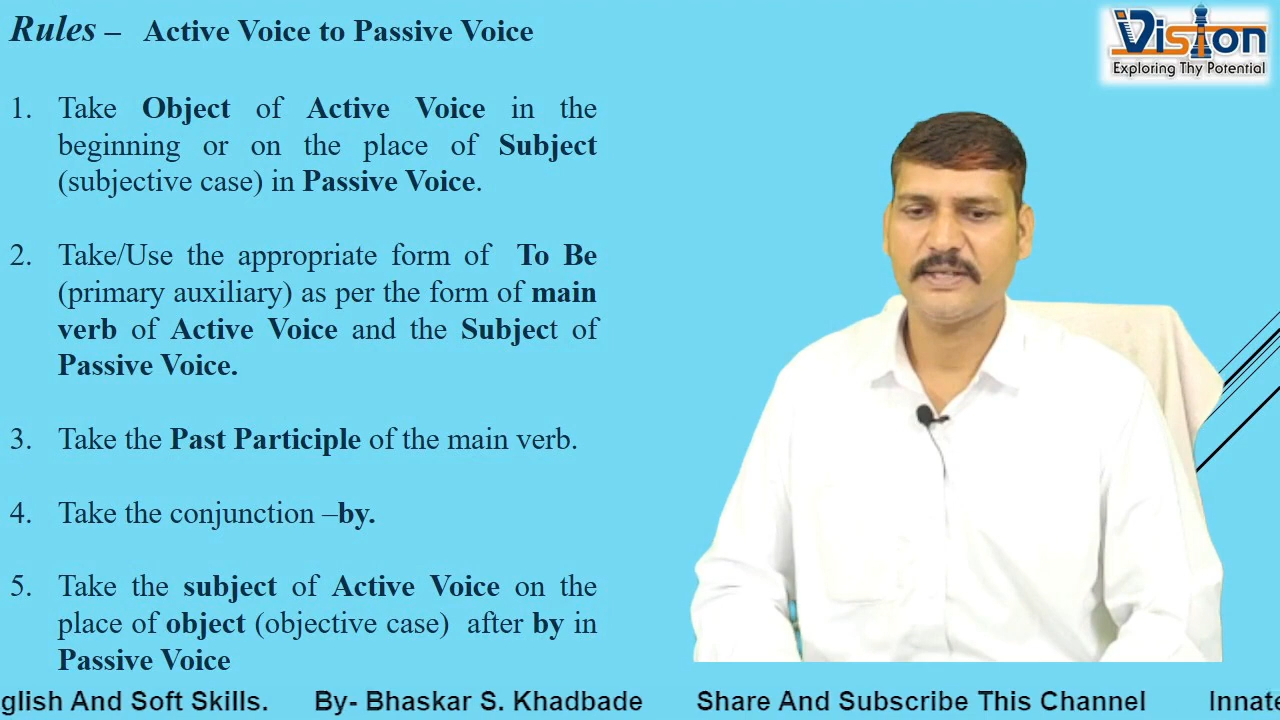 Rules – Active Voice to Passive Voice
iVision
Exploring Thy Potential
1. Take Object of Active Voice in the
beginning or on the place of Subject
(subjective case) in Passive Voice.
2. Take/Use the appropriate form of To Be
(primary auxiliary) as per the form of main
verb of Active Voice and the Subject of
Passive Voice.
3. Take the Past Participle of the main verb.
4. Take the conjunction –by.
5. Take the subject of Active Voice on the
place of object (objective case) after by in
Passive Voice
glish And Soft Skills. By- Bhaskar S. Khadbade Share And Subscribe This Channel Innate